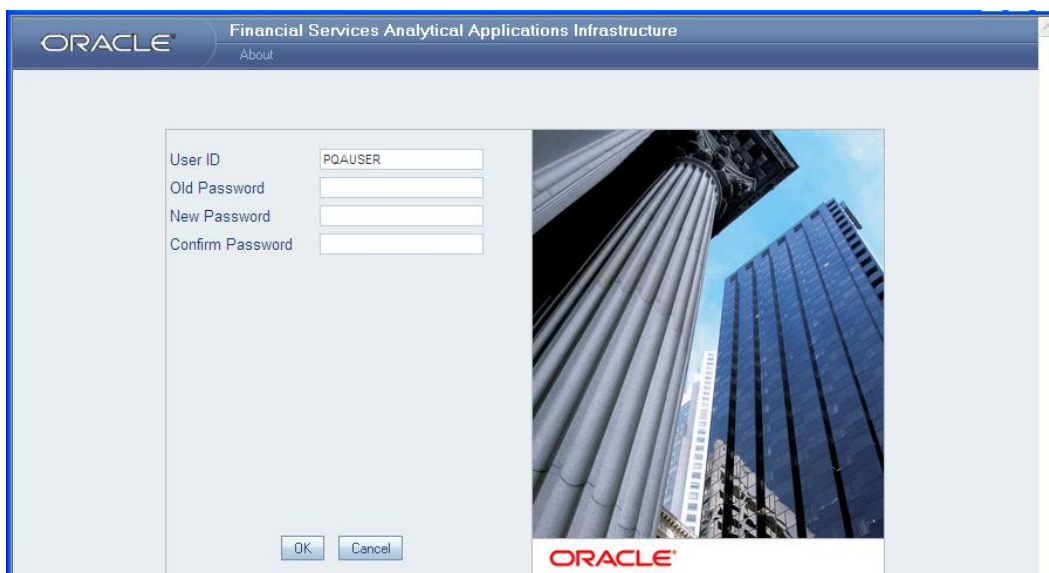 ORACLE
Financial Services Analytical Applications Infrastructure
About
User ID
PQAUSER
Old Password
New Password
Confirm Password
OK
Cancel
ORACLE